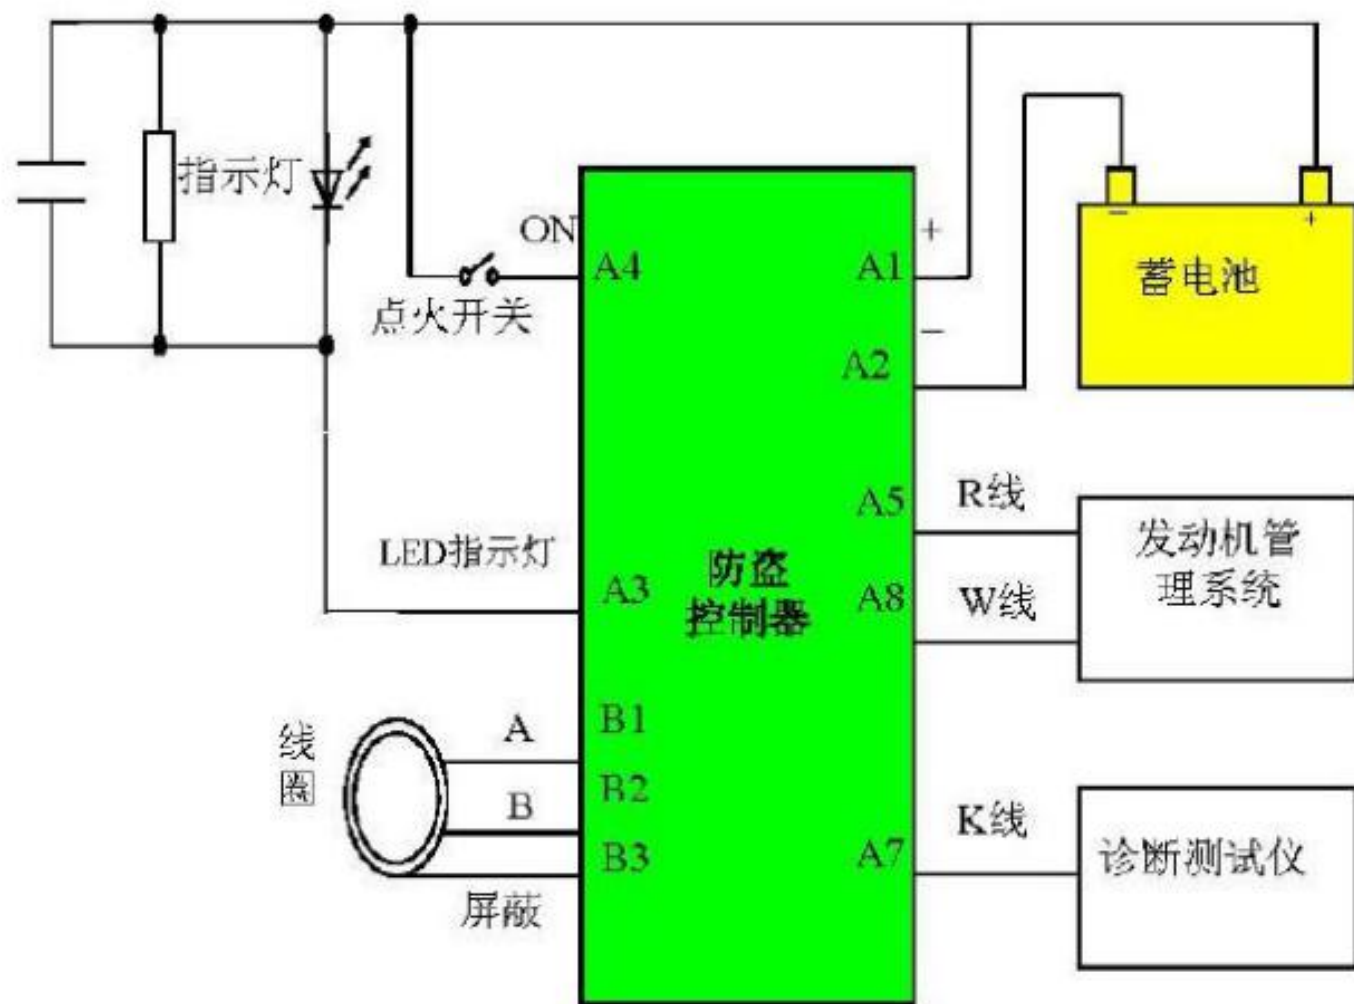 指示灯
ON
A4
点火开关
+
A1
−
A2
−
+
蓄电池
A5
R线
发动机管
理系统
LED指示灯
A3
防盗
控制器
A8
W线
线
圈
A
B1
B
B2
B3
屏蔽
A7
K线
诊断测试仪